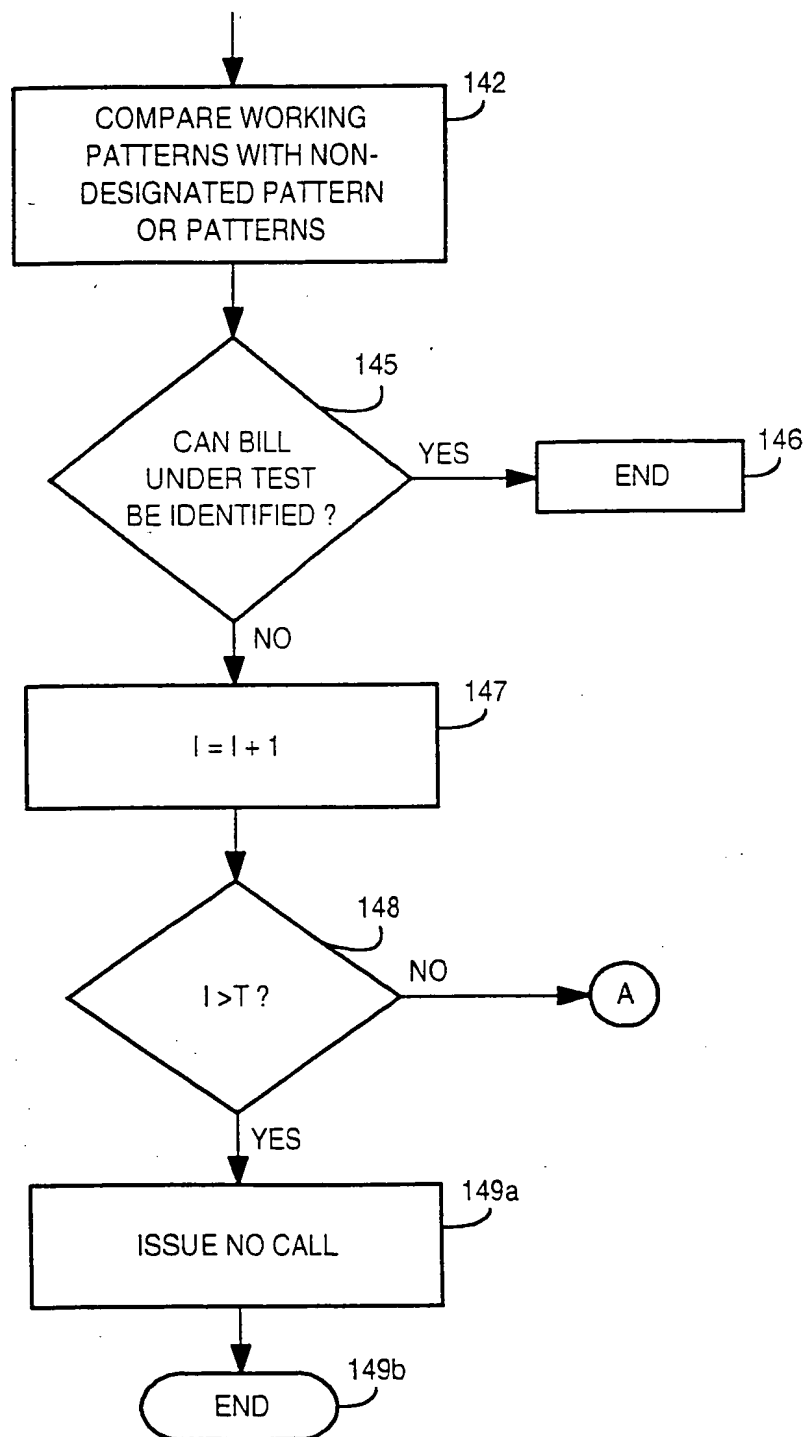 142
COMPARE WORKING
PATTERNS WITH NON-
DESIGNATED PATTERN
OR PATTERNS
145
CAN BILL
UNDER TEST
BE IDENTIFIED ?
YES
146
END
NO
147
I = I + 1
148
I >T ?
NO
A
YES
149a
ISSUE NO CALL
149b
END